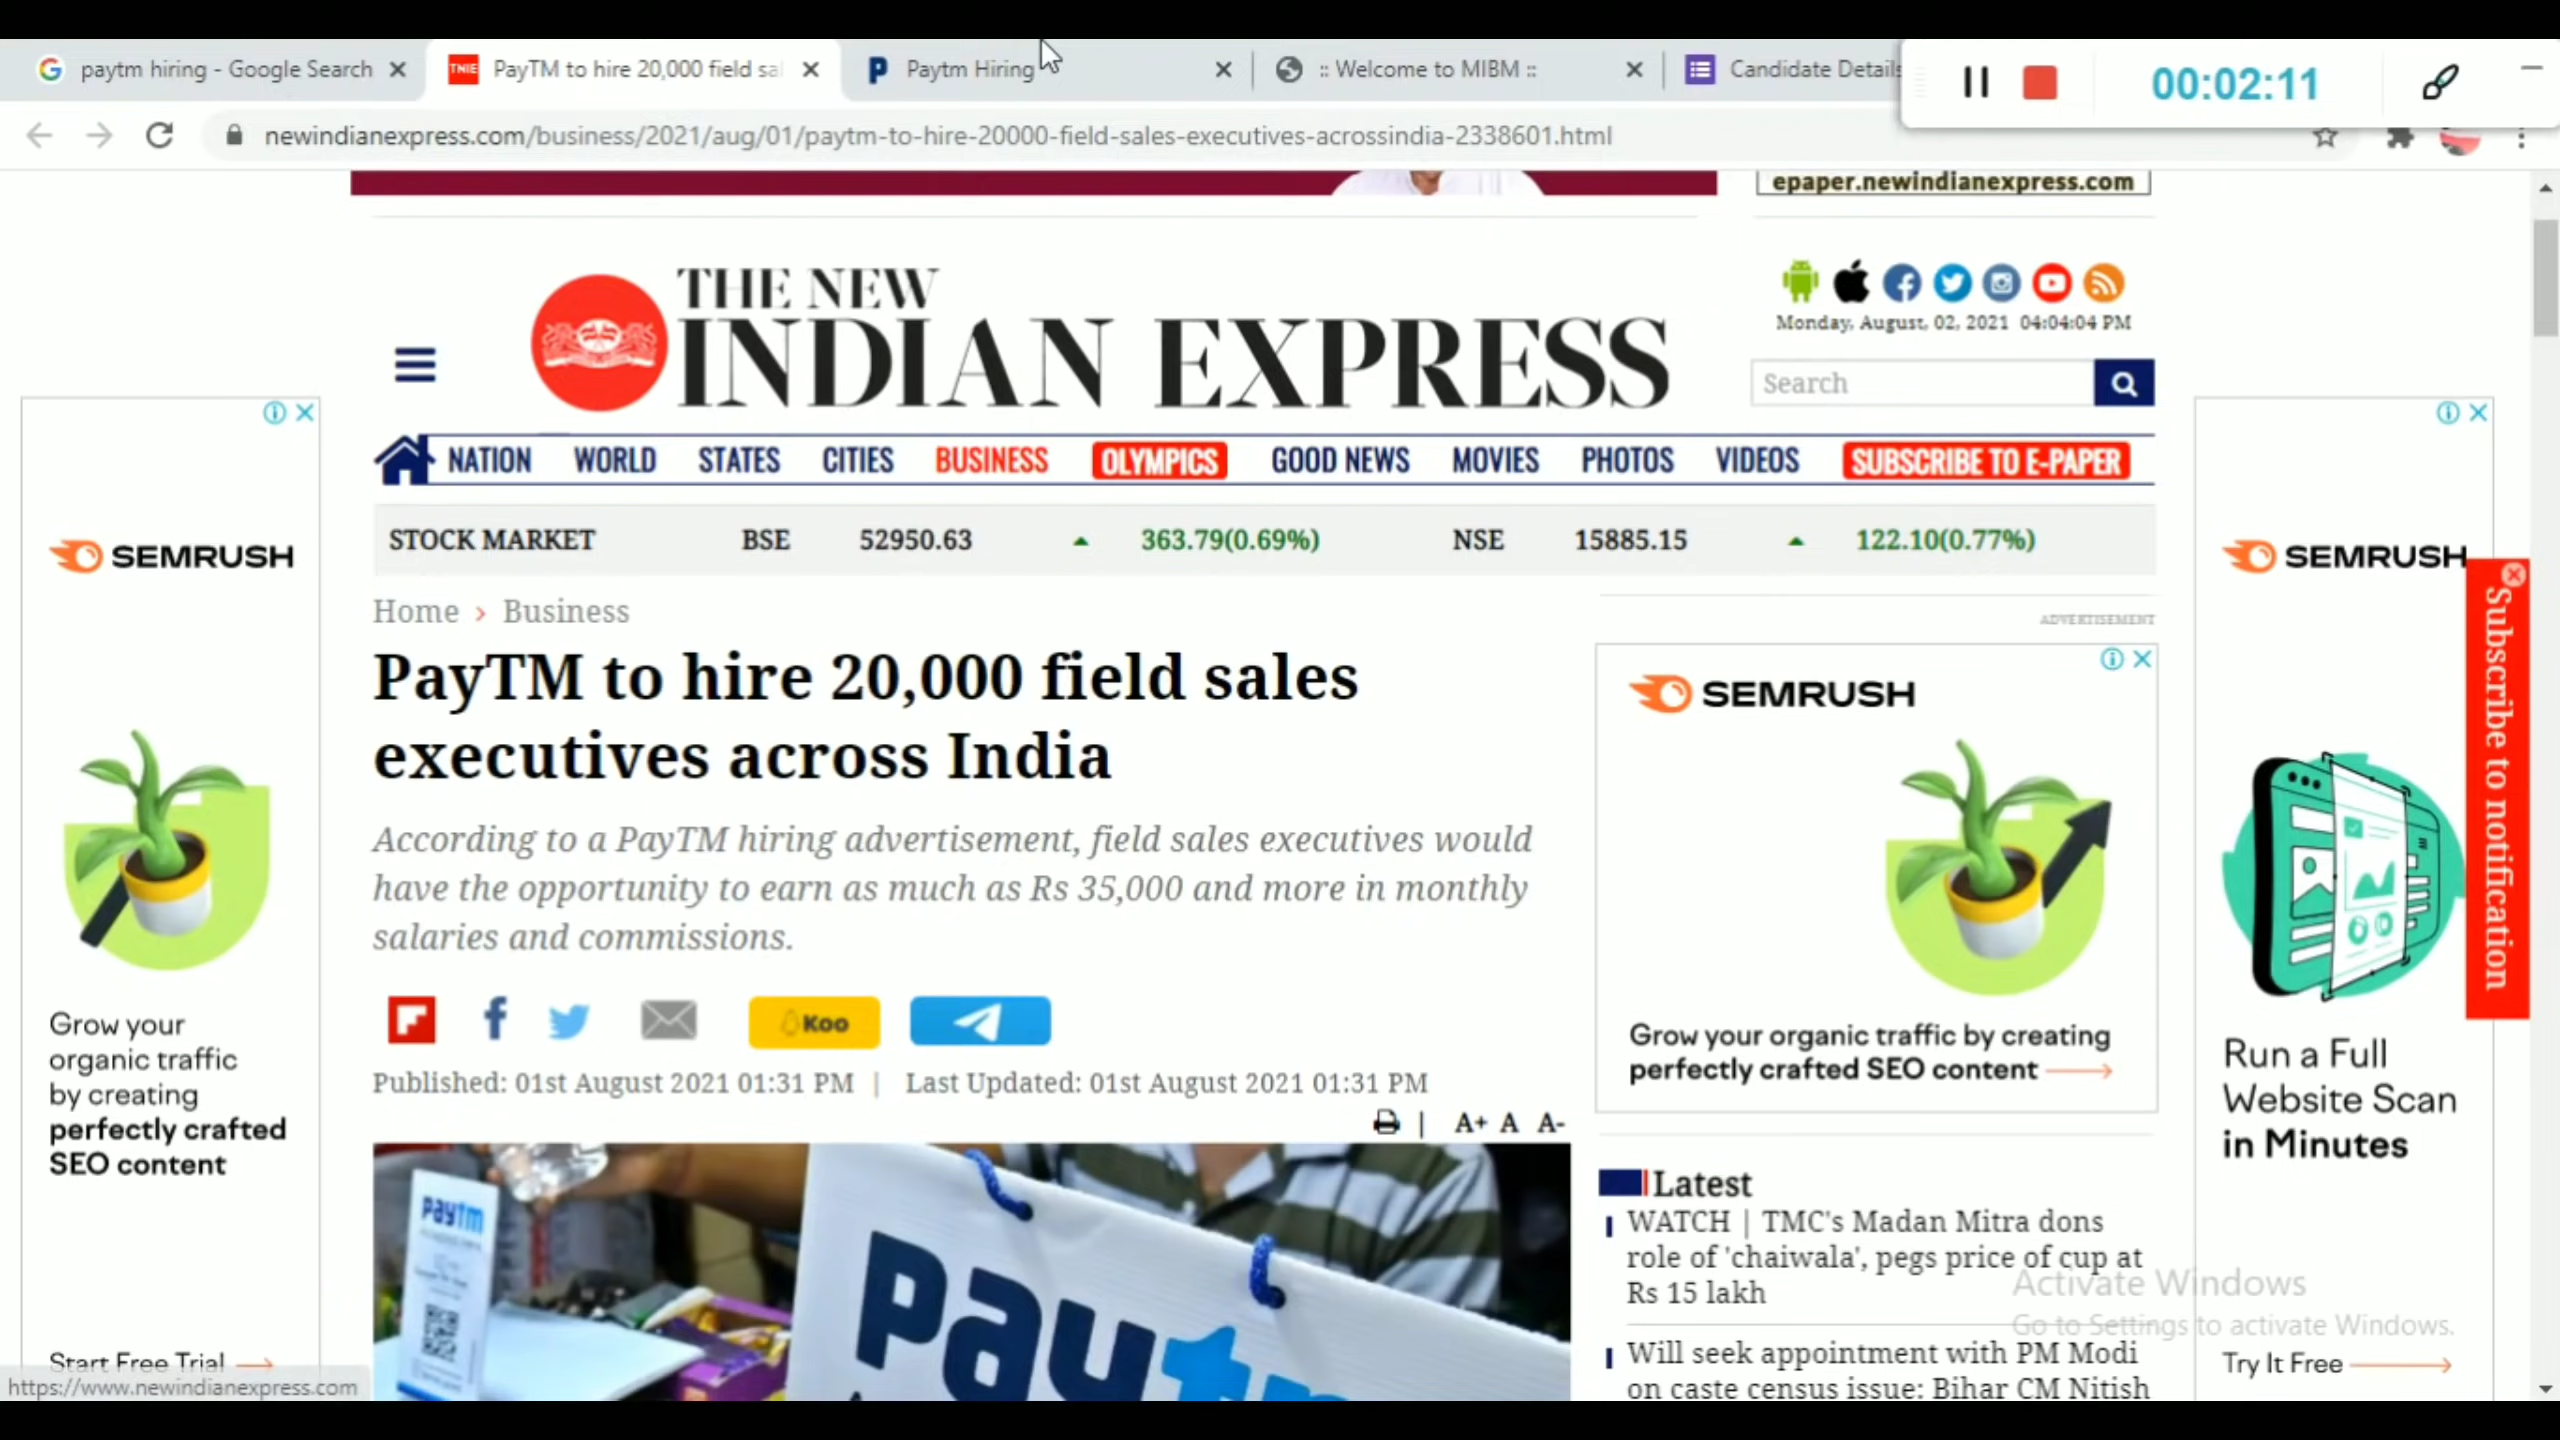 paytm hiring - Google Search
PayTM to hire 20,000 field sa
Paytm Hiring
:: Welcome to MIBM ::
Candidate Details
00:02:11
newindianexpress.com/business/2021/aug/01/paytm-to-hire-20000-field-sales-executives-acrossindia-2338601.html
epaper.newindianexpress.com
THE NEW
INDIAN EXPRESS
Monday, August, 02, 2021 04:04:04 PM
Search
NATION WORLD STATES CITIES BUSINESS OLYMPICS GOOD NEWS MOVIES PHOTOS VIDEOS SUBSCRIBE TO E-PAPER
STOCK MARKET BSE 52950.63 363.79(0.69%) NSE 15885.15 122.10(0.77%)
Home > Business
PayTM to hire 20,000 field sales
executives across India
According to a PayTM hiring advertisement, field sales executives would
have the opportunity to earn as much as Rs 35,000 and more in monthly
salaries and commissions.
Koo
Published: 01st August 2021 01:31 PM | Last Updated: 01st August 2021 01:31 PM
| A+ A A-
paytm
paytm
SEMRUSH
Grow your
organic traffic
by creating
perfectly crafted
SEO content
Start Free Trial
ADVERTISEMENT
SEMRUSH
Grow your organic traffic by creating
perfectly crafted SEO content
Latest
WATCH | TMC's Madan Mitra dons
role of 'chaiwala', pegs price of cup at
Rs 15 lakh
Will seek appointment with PM Modi
on caste census issue: Bihar CM Nitish
SEMRUSH
Run a Full
Website Scan
in Minutes
Try It Free
Subscribe to notification
Activate Windows
Go to Settings to activate Windows.
https://www.newindianexpress.com